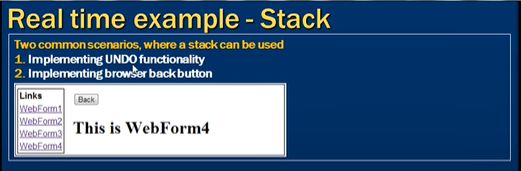 Real time example - Stack
Two common scenarios, where a stack can be used
1. Implementing UNDO functionality
2. Implementing browser back button
Links
WebForm1
WebForm2
WebForm3
WebForm4
Back
This is WebForm4